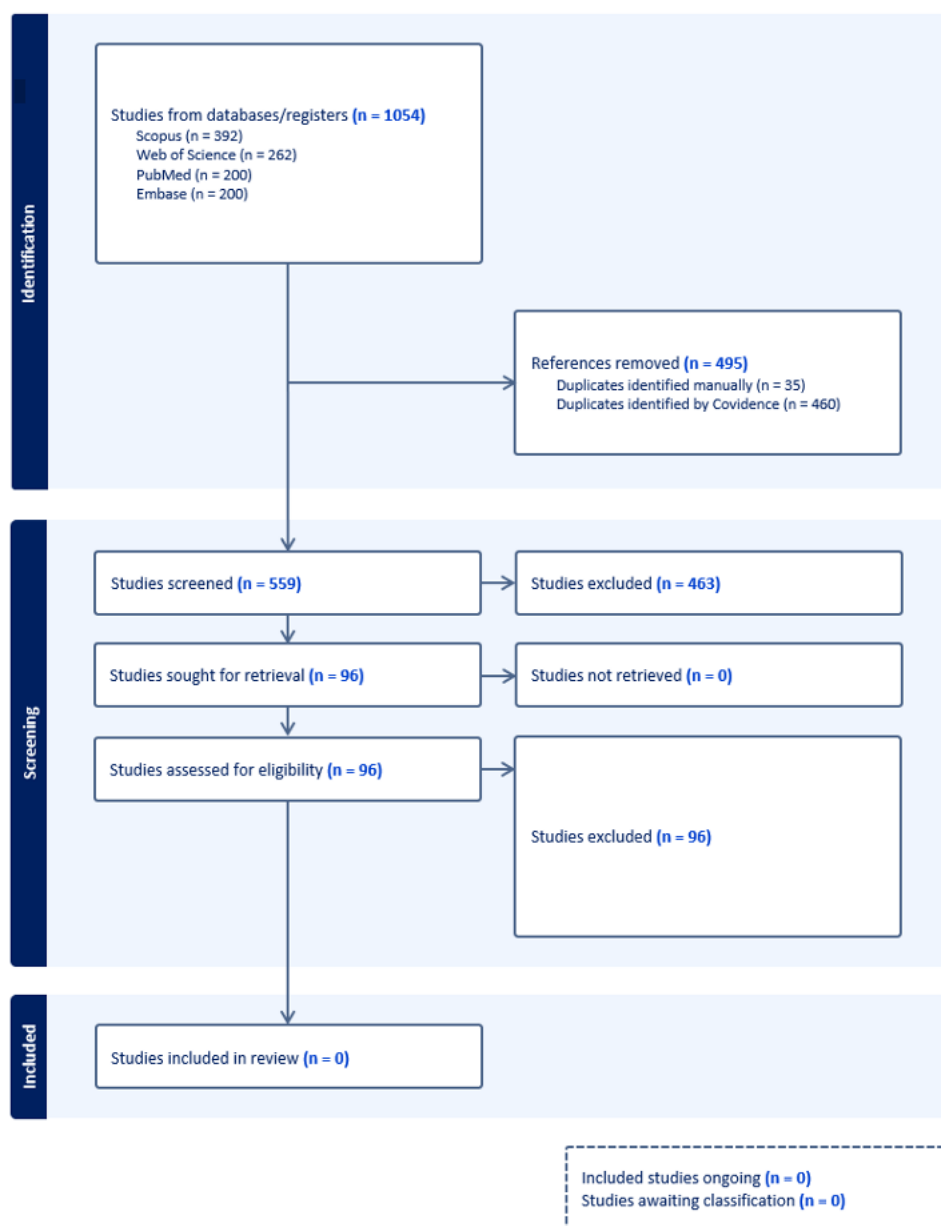 Identification
Studies from databases/registers (n = 1054)
Scopus (n = 392)
Web of Science (n = 262)
PubMed (n = 200)
Embase (n = 200)
References removed (n = 495)
Duplicates identified manually (n = 35)
Duplicates identified by Covidence (n = 460)
Screening
Studies screened (n = 559)
Studies excluded (n = 463)
Studies sought for retrieval (n = 96)
Studies not retrieved (n = 0)
Studies assessed for eligibility (n = 96)
Studies excluded (n = 96)
Included
Studies included in review (n = 0)
Included studies ongoing (n = 0)
Studies awaiting classification (n = 0)